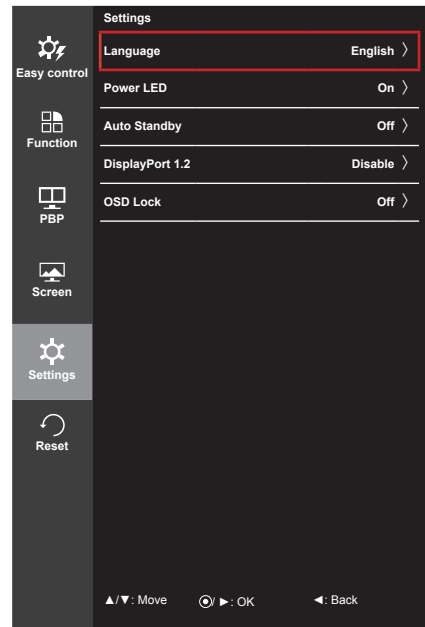 Settings
Easy control
Language English 〉
Power LED On 〉
Function
Auto Standby Off 〉
DisplayPort 1.2 Disable 〉
PBP
OSD Lock Off 〉
Screen
Settings
Reset
▲/▼: Move ⦿/ ►: OK ◄: Back